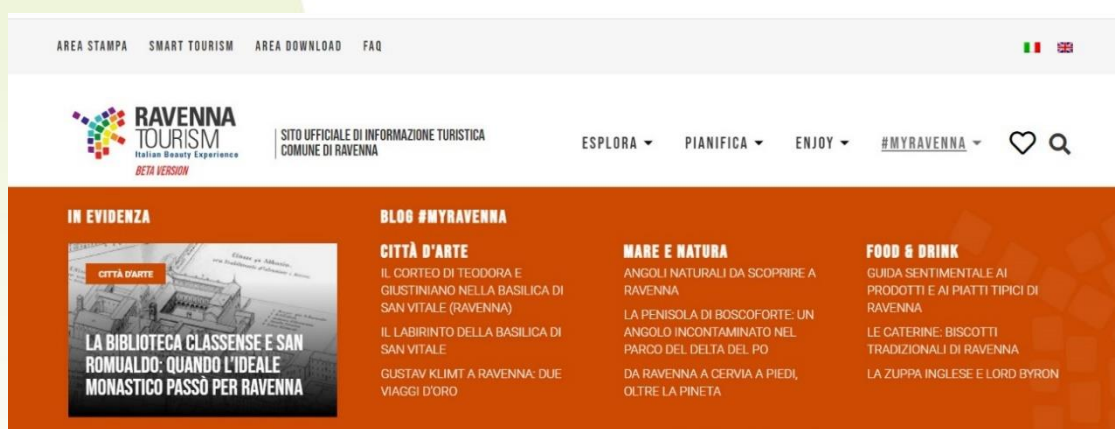 AREA STAMPA SMART TOURISM AREA DOWNLOAD FAQ
RAVENNA
TOURISM
Italian Beauty Experience
BETA VERSION
SITO UFFICIALE DI INFORMAZIONE TURISTICA
COMUNE DI RAVENNA
ESPLORA PIANIFICA ENJOY #MYRAVENNA
IN EVIDENZA
CITTÀ D'ARTE
LA BIBLIOTECA CLASSENSE E SAN
ROMUALDO: QUANDO L'IDEALE
MONASTICO PASSÒ PER RAVENNA
BLOG #MYRAVENNA
CITTÀ D'ARTE
IL CORTEO DI TEODORA E
GIUSTINIANO NELLA BASILICA DI
SAN VITALE (RAVENNA)
IL LABIRINTO DELLA BASILICA DI
SAN VITALE
GUSTAV KLIMT A RAVENNA: DUE
VIAGGI D'ORO
MARE E NATURA
ANGOLI NATURALI DA SCOPRIRE A
RAVENNA
LA PENISOLA DI BOSCOFORTE: UN
ANGOLO INCONTAMINATO NEL
PARCO DEL DELTA DEL PO
DA RAVENNA A CERVIA A PIEDI,
OLTRE LA PINETA
FOOD & DRINK
GUIDA SENTIMENTALE AI
PRODOTTI E AI PIATTI TIPICI DI
RAVENNA
LE CATERINE: BISCOTTI
TRADIZIONALI DI RAVENNA
LA ZUPPA INGLESE E LORD BYRON